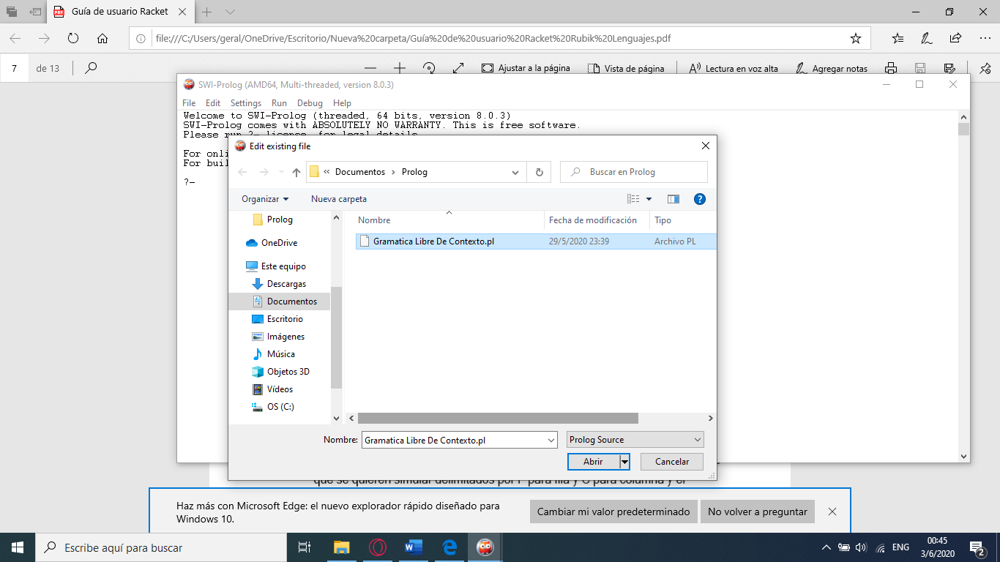 Guía de usuario Racket
file:///C:/Users/geral/OneDrive/Escritorio/Nueva%20carpeta/Guía%20de%20usuario%20Racket%20Rubik%20Lenguajes.pdf
7 de 13 Ajustar a la página Vista de página Lectura en voz alta Agregar notas
SWI-Prolog (AMD64, Multi-threaded, version 8.0.3)
File Edit Settings Run Debug Help
Welcome to SWI-Prolog (threaded, 64 bits, version 8.0.3)
SWI-Prolog comes with ABSOLUTELY NO WARRANTY. This is free software.
Please run ?- license. for legal details.
For onli
For buil
?-
Edit existing file
« Documentos › Prolog
Buscar en Prolog
Organizar Nueva carpeta
Prolog
OneDrive
Este equipo
Descargas
Documentos
Escritorio
Imágenes
Música
Objetos 3D
Vídeos
OS (C:)
Nombre Fecha de modificación Tipo
Gramatica Libre De Contexto.pl 29/5/2020 23:39 Archivo PL
Nombre: Gramatica Libre De Contexto.pl Prolog Source
Abrir Cancelar
que se quieren simular delimitados por F para fila y C para columna y el
Haz más con Microsoft Edge: el nuevo explorador rápido diseñado para
Windows 10.
Cambiar mi valor predeterminado No volver a preguntar
Escribe aquí para buscar
ENG
00:45
3/6/2020
2